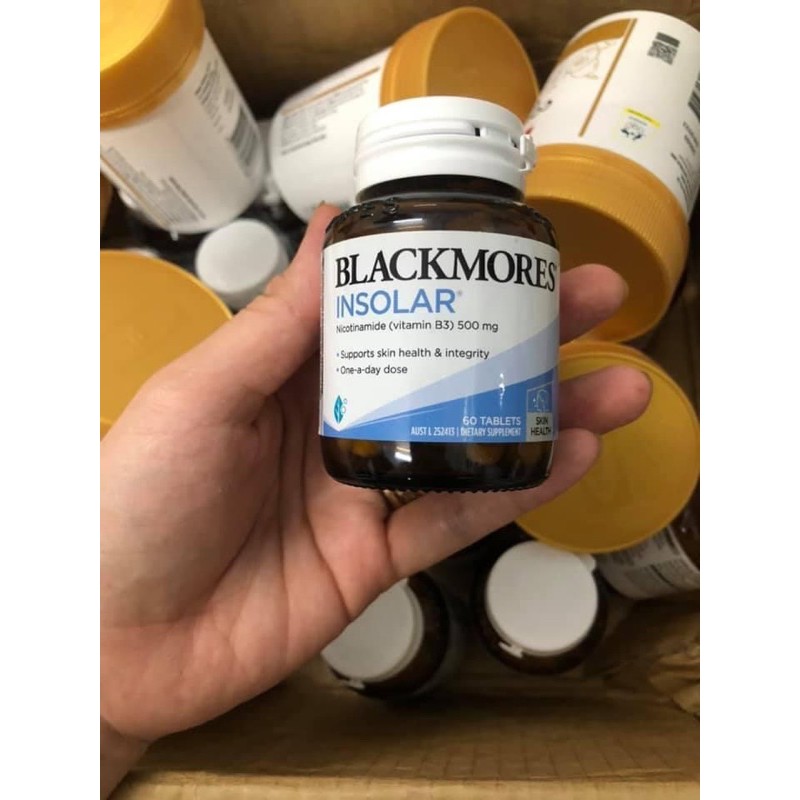 BLACKMORES
INSOLAR®
Nicotinamide (vitamin B3) 500 mg
• Supports skin health & integrity
• One-a-day dose
60 TABLETS
AUST L 252413 | DIETARY SUPPLEMENT
SKIN
HEALTH